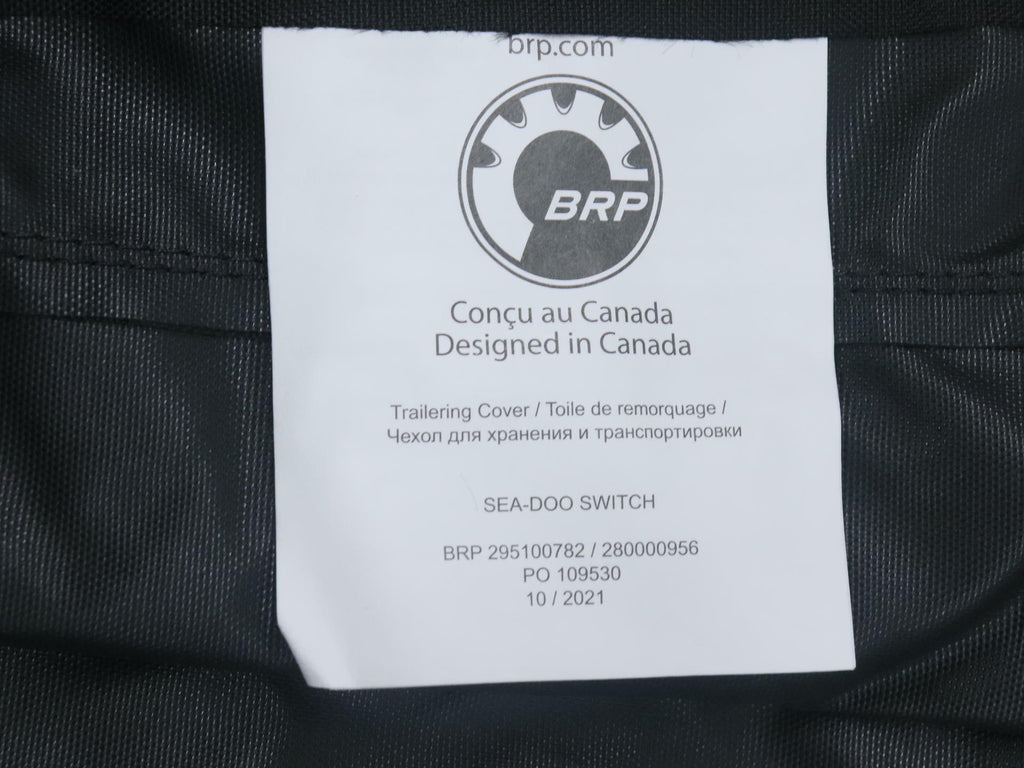 brp.com
BRP
Conçu au Canada
Designed in Canada
Trailering Cover / Toile de remorquage /
Чехол для хранения и транспортировки
SEA-DOO SWITCH
BRP 295100782 / 280000956
PO 109530
10 / 2021